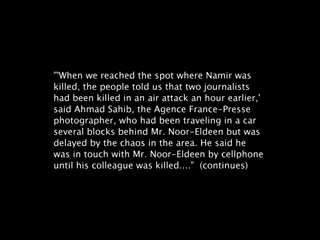 "'When we reached the spot where Namir was
killed, the people told us that two journalists
had been killed in an air attack an hour earlier,'
said Ahmad Sahib, the Agence France-Presse
photographer, who had been traveling in a car
several blocks behind Mr. Noor-Eldeen but was
delayed by the chaos in the area. He said he
was in touch with Mr. Noor-Eldeen by cellphone
until his colleague was killed...." (continues)